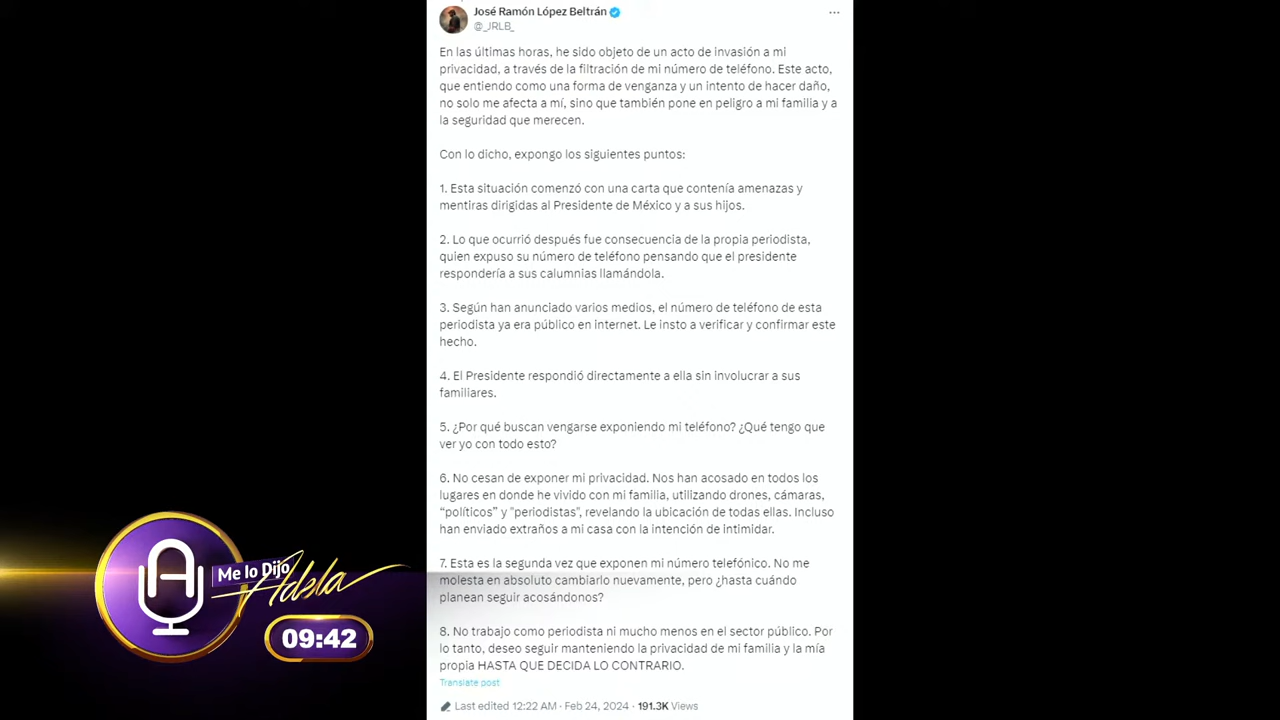 José Ramón López Beltrán
@_JRLB_
En las últimas horas, he sido objeto de un acto de invasión a mi
privacidad, a través de la filtración de mi número de teléfono. Este acto,
que entiendo como una forma de venganza y un intento de hacer daño,
no solo me afecta a mí, sino que también pone en peligro a mi familia y a
la seguridad que merecen.
Con lo dicho, expongo los siguientes puntos:
1. Esta situación comenzó con una carta que contenía amenazas y
mentiras dirigidas al Presidente de México y a sus hijos.
2. Lo que ocurrió después fue consecuencia de la propia periodista,
quien expuso su número de teléfono pensando que el presidente
respondería a sus calumnias llamándola.
3. Según han anunciado varios medios, el número de teléfono de esta
periodista ya era público en internet. Le insto a verificar y confirmar este
hecho.
4. El Presidente respondió directamente a ella sin involucrar a sus
familiares.
5. ¿Por qué buscan vengarse exponiendo mi teléfono? ¿Qué tengo que
ver yo con todo esto?
6. No cesan de exponer mi privacidad. Nos han acosado en todos los
lugares en donde he vivido con mi familia, utilizando drones, cámaras,
“políticos” y "periodistas", revelando la ubicación de todas ellas. Incluso
han enviado extraños a mi casa con la intención de intimidar.
7. Esta es la segunda vez que exponen mi número telefónico. No me
molesta en absoluto cambiarlo nuevamente, pero ¿hasta cuándo
planean seguir acosándonos?
8. No trabajo como periodista ni mucho menos en el sector público. Por
lo tanto, deseo seguir manteniendo la privacidad de mi familia y la mía
propia HASTA QUE DECIDA LO CONTRARIO.
Translate post
Last edited 12:22 AM · Feb 24, 2024 · 191.3K Views
Me lo Dijo
Adela
09:42